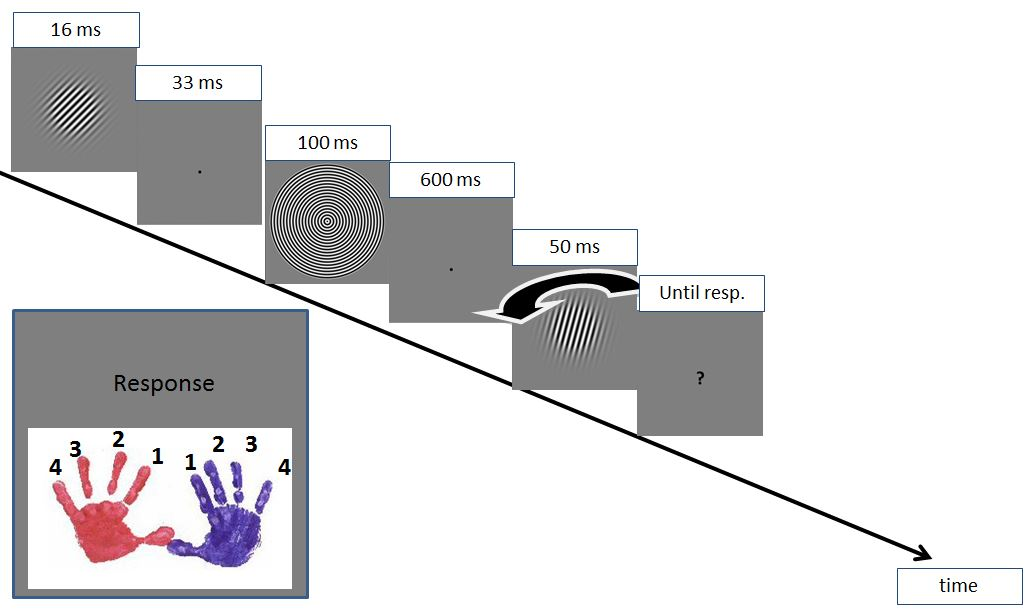 16 ms
33 ms
100 ms
600 ms
50 ms
Until resp.
?
Response
4 3 2 1 1 2 3 4
time